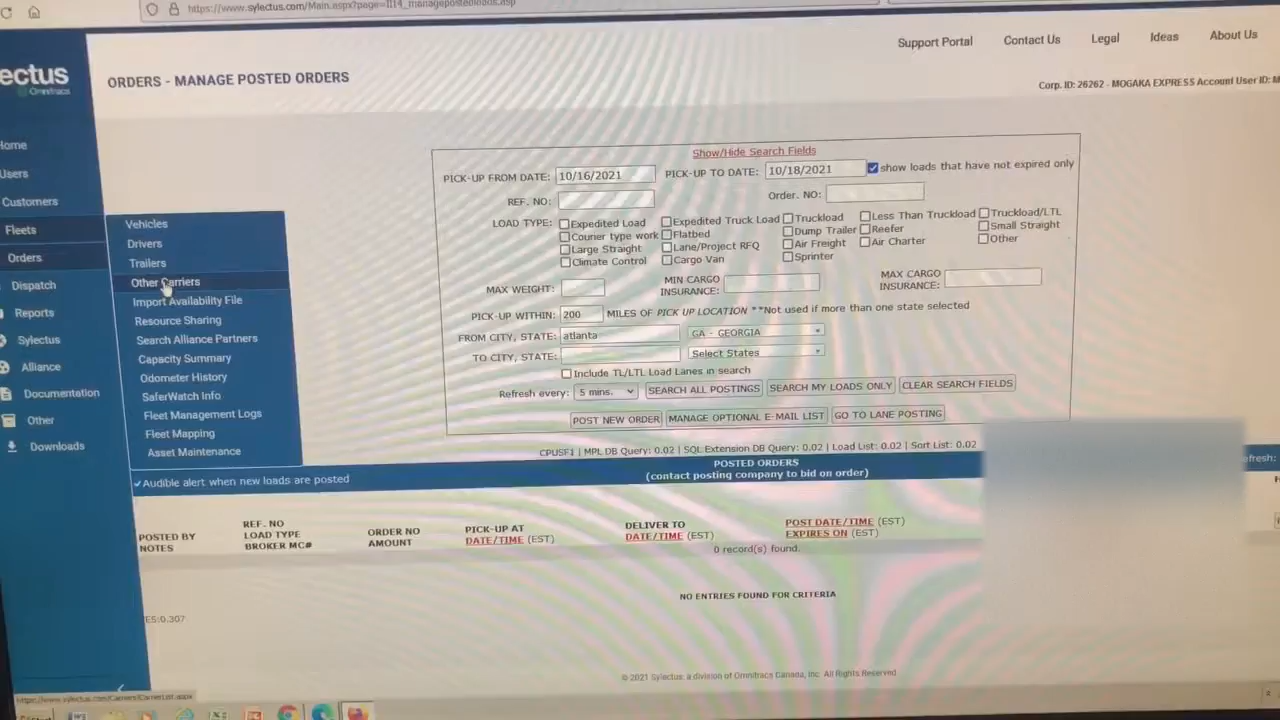 https://www.sylectus.com/Main.aspx?page=II14_managepostedloads.asp
Support Portal
Contact Us
Legal
Ideas
About Us
ectus
Omnitracs
ORDERS - MANAGE POSTED ORDERS
Corp. ID: 26262 - MOGAKA EXPRESS Account User ID: M
Home
Users
Customers
Fleets
Orders
Dispatch
Reports
Sylectus
Alliance
Documentation
Other
Downloads
Vehicles
Drivers
Trailers
Other Carriers
Import Availability File
Resource Sharing
Search Alliance Partners
Capacity Summary
Odometer History
SaferWatch Info
Fleet Management Logs
Fleet Mapping
Asset Maintenance
Show/Hide Search Fields
PICK-UP FROM DATE: 10/16/2021 PICK-UP TO DATE: 10/18/2021 show loads that have not expired only
REF. NO: Order. NO:
LOAD TYPE: Expedited Load Expedited Truck Load Truckload Less Than Truckload Truckload/LTL
Courier type work Flatbed Dump Trailer Reefer Small Straight
Large Straight Lane/Project RFQ Air Freight Air Charter Other
Climate Control Cargo Van Sprinter
MAX WEIGHT: MIN CARGO INSURANCE: MAX CARGO INSURANCE:
PICK-UP WITHIN: 200 MILES OF PICK UP LOCATION **Not used if more than one state selected
FROM CITY, STATE: atlanta GA - GEORGIA
TO CITY, STATE: Select States
Include TL/LTL Load Lanes in search
Refresh every: 5 mins. SEARCH ALL POSTINGS SEARCH MY LOADS ONLY CLEAR SEARCH FIELDS
POST NEW ORDER MANAGE OPTIONAL E-MAIL LIST GO TO LANE POSTING
CPUSF1 | MPL DB Query: 0.02 | SQL Extension DB Query: 0.02 | Load List: 0.02 | Sort List: 0.02
POSTED ORDERS
(contact posting company to bid on order)
efresh:
Audible alert when new loads are posted
POSTED BY
NOTES
REF. NO
LOAD TYPE
BROKER MC#
ORDER NO
AMOUNT
PICK-UP AT
DATE/TIME (EST)
DELIVER TO
DATE/TIME (EST)
POST DATE/TIME (EST)
EXPIRES ON (EST)
0 record(s) found.
NO ENTRIES FOUND FOR CRITERIA
ES:0.307
© 2021 Sylectus, a division of Omnitracs Canada, Inc. All Rights Reserved
https://www.sylectus.com/Carriers/CarrierList.aspx